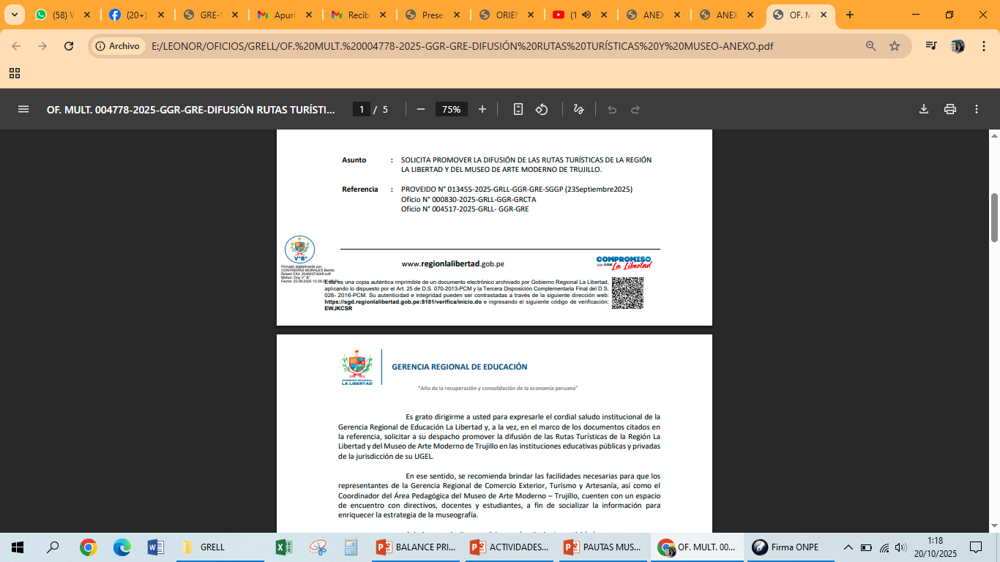 (58) W
(20+)
GRE-S
Apurí
Recib
Prese
ORIEN
(1
ANEX
ANEX
OF. M
Archivo
E:/LEONOR/OFICIOS/GRELL/OF.%20MULT.%20004778-2025-GGR-GRE-DIFUSIÓN%20RUTAS%20TURÍSTICAS%20Y%20MUSEO-ANEXO.pdf
OF. MULT. 004778-2025-GGR-GRE-DIFUSIÓN RUTAS TURÍSTI...
1 / 5
75%
Asunto : SOLICITA PROMOVER LA DIFUSIÓN DE LAS RUTAS TURÍSTICAS DE LA REGIÓN
LA LIBERTAD Y DEL MUSEO DE ARTE MODERNO DE TRUJILLO.
Referencia : PROVEIDO N° 013455-2025-GRLL-GGR-GRE-SGGP (23Septiembre2025)
Oficio N° 000830-2025-GRLL-GGR-GRCTA
Oficio N° 004517-2025-GRLL- GGR-GRE
V°B°
Firmado digitalmente por
CONTRERAS MORALES Benito
Robert FAU 20440374248 soft
Motivo: Doy V° B°
Fecha: 23.09.2025
www.regionlalibertad.gob.pe
COMPROMISO
CON La Libertad
Esta es una copia auténtica imprimible de un documento electrónico archivado por Gobierno Regional La Libertad,
aplicando lo dispuesto por el Art. 25 de D.S. 070-2013-PCM y la Tercera Disposición Complementaria Final del D.S.
026- 2016-PCM. Su autenticidad e integridad pueden ser contrastadas a través de la siguiente dirección web:
https://sgd.regionlalibertad.gob.pe:8181/verifica/inicio.do e ingresando el siguiente código de verificación:
EWJKCSR
GOBIERNO REGIONAL
LA LIBERTAD
GERENCIA REGIONAL DE EDUCACIÓN
"Año de la recuperación y consolidación de la economía peruana"
Es grato dirigirme a usted para expresarle el cordial saludo institucional de la
Gerencia Regional de Educación La Libertad y, a la vez, en el marco de los documentos citados en
la referencia, solicitar a su despacho promover la difusión de las Rutas Turísticas de la Región La
Libertad y del Museo de Arte Moderno de Trujillo en las instituciones educativas públicas y privadas
de la jurisdicción de su UGEL.
En ese sentido, se recomienda brindar las facilidades necesarias para que los
representantes de la Gerencia Regional de Comercio Exterior, Turismo y Artesanía, así como el
Coordinador del Área Pedagógica del Museo de Arte Moderno – Trujillo, cuenten con un espacio
de encuentro con directivos, docentes y estudiantes, a fin de socializar la información para
enriquecer la estrategia de la museografía.
GRELL
BALANCE PRI...
ACTIVIDADES...
PAUTAS MUS...
OF. MULT. 00...
Firma ONPE
1:18
20/10/2025